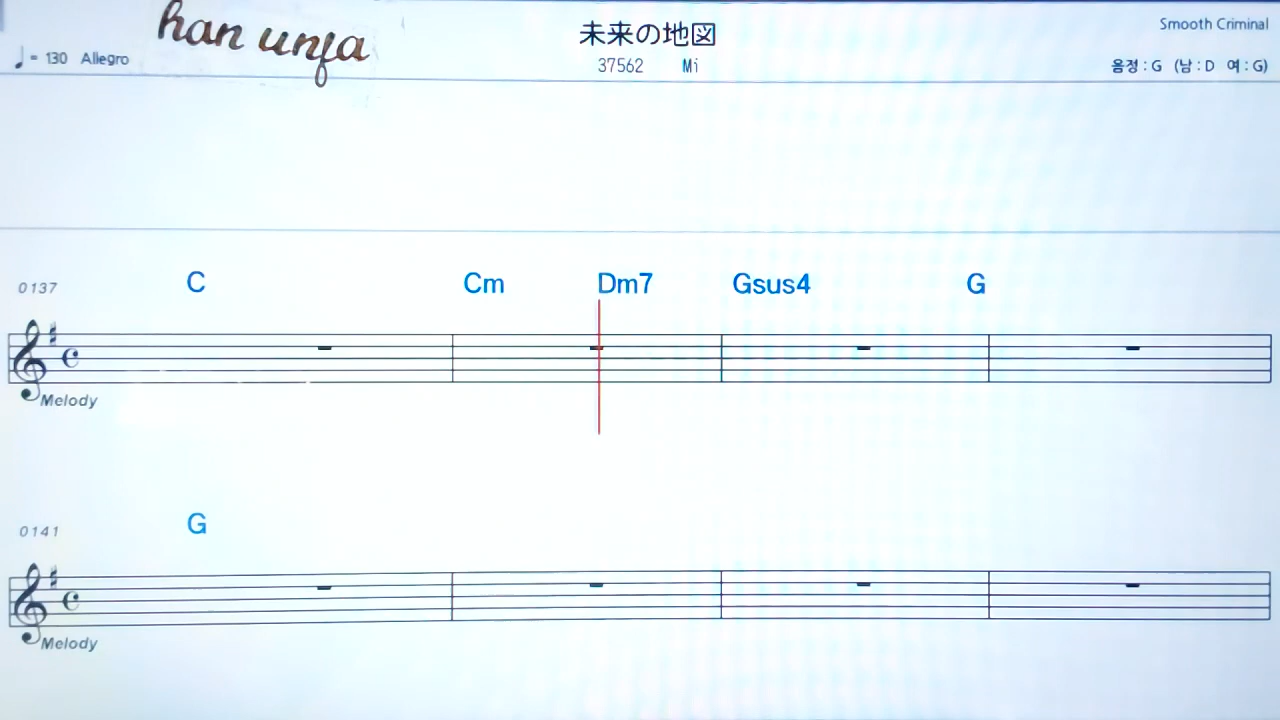 han unja
未来の地図
Smooth Criminal
♩= 130 Allegro
37562 Mi
음정 : G (남 : D 여 : G)
0137
C Cm Dm7 Gsus4 G
Melody
0141
G
Melody